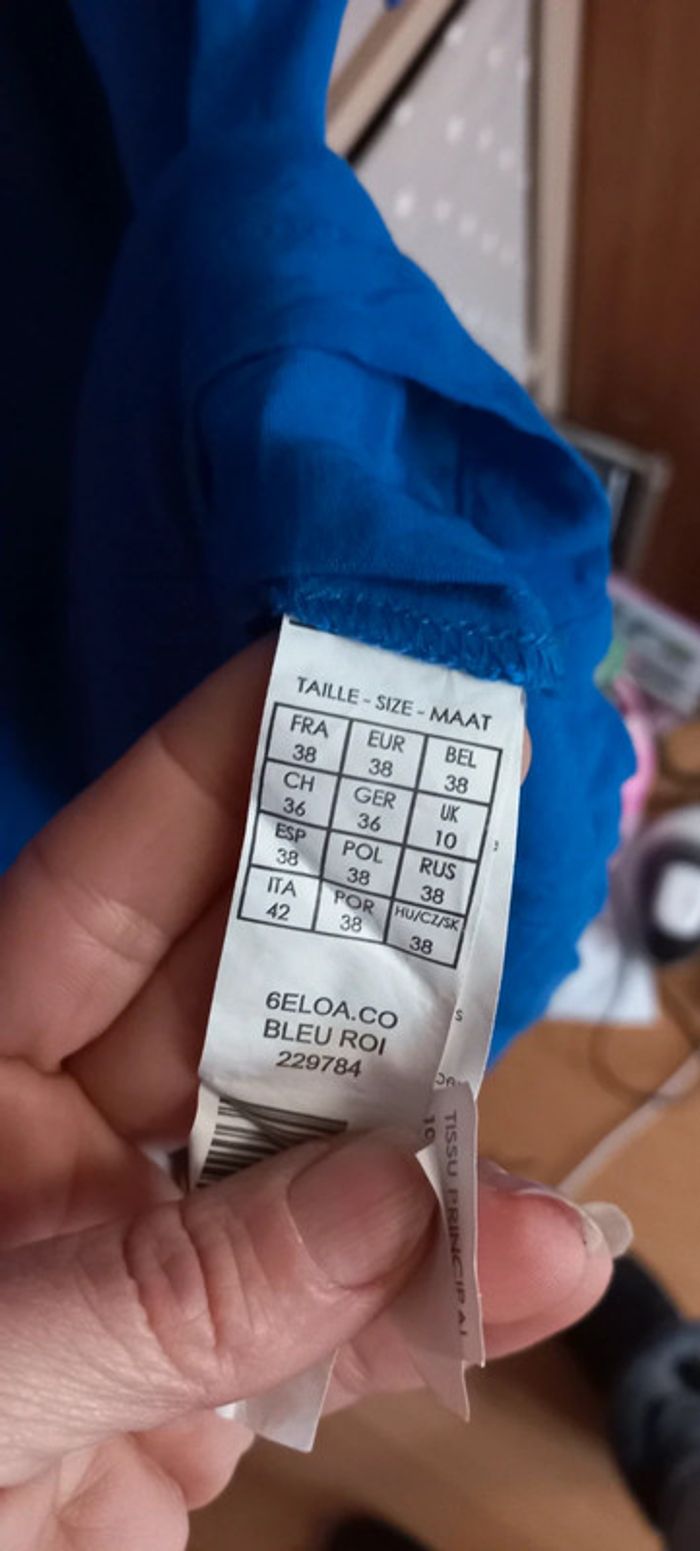 TAILLE - SIZE - MAAT
FRA EUR BEL
38 38 38
CH GER UK
36 36 10
ESP POL RUS
38 38 38
ITA POR HU/CZ/SK
42 38 38
6ELOA.CO
BLEU ROI
229784
TISSU PRINCIPAL
10